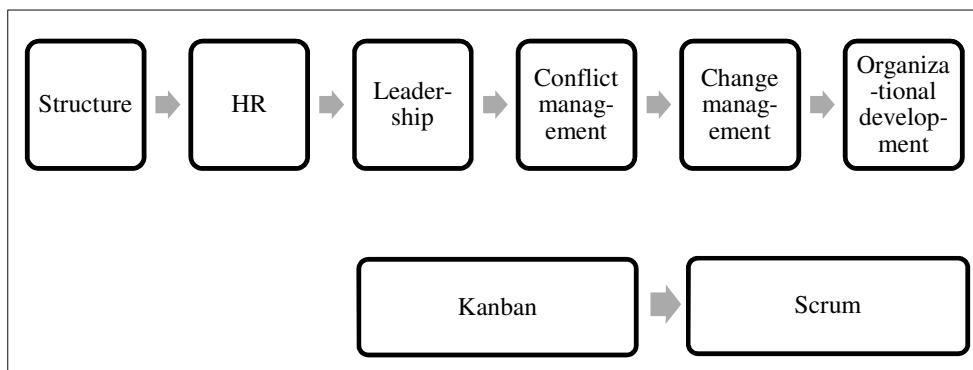 Structure
HR
Leader-
ship
Conflict
manag-
ement
Change
manag-
ement
Organiza
-tional
develop-
ment
Kanban
Scrum